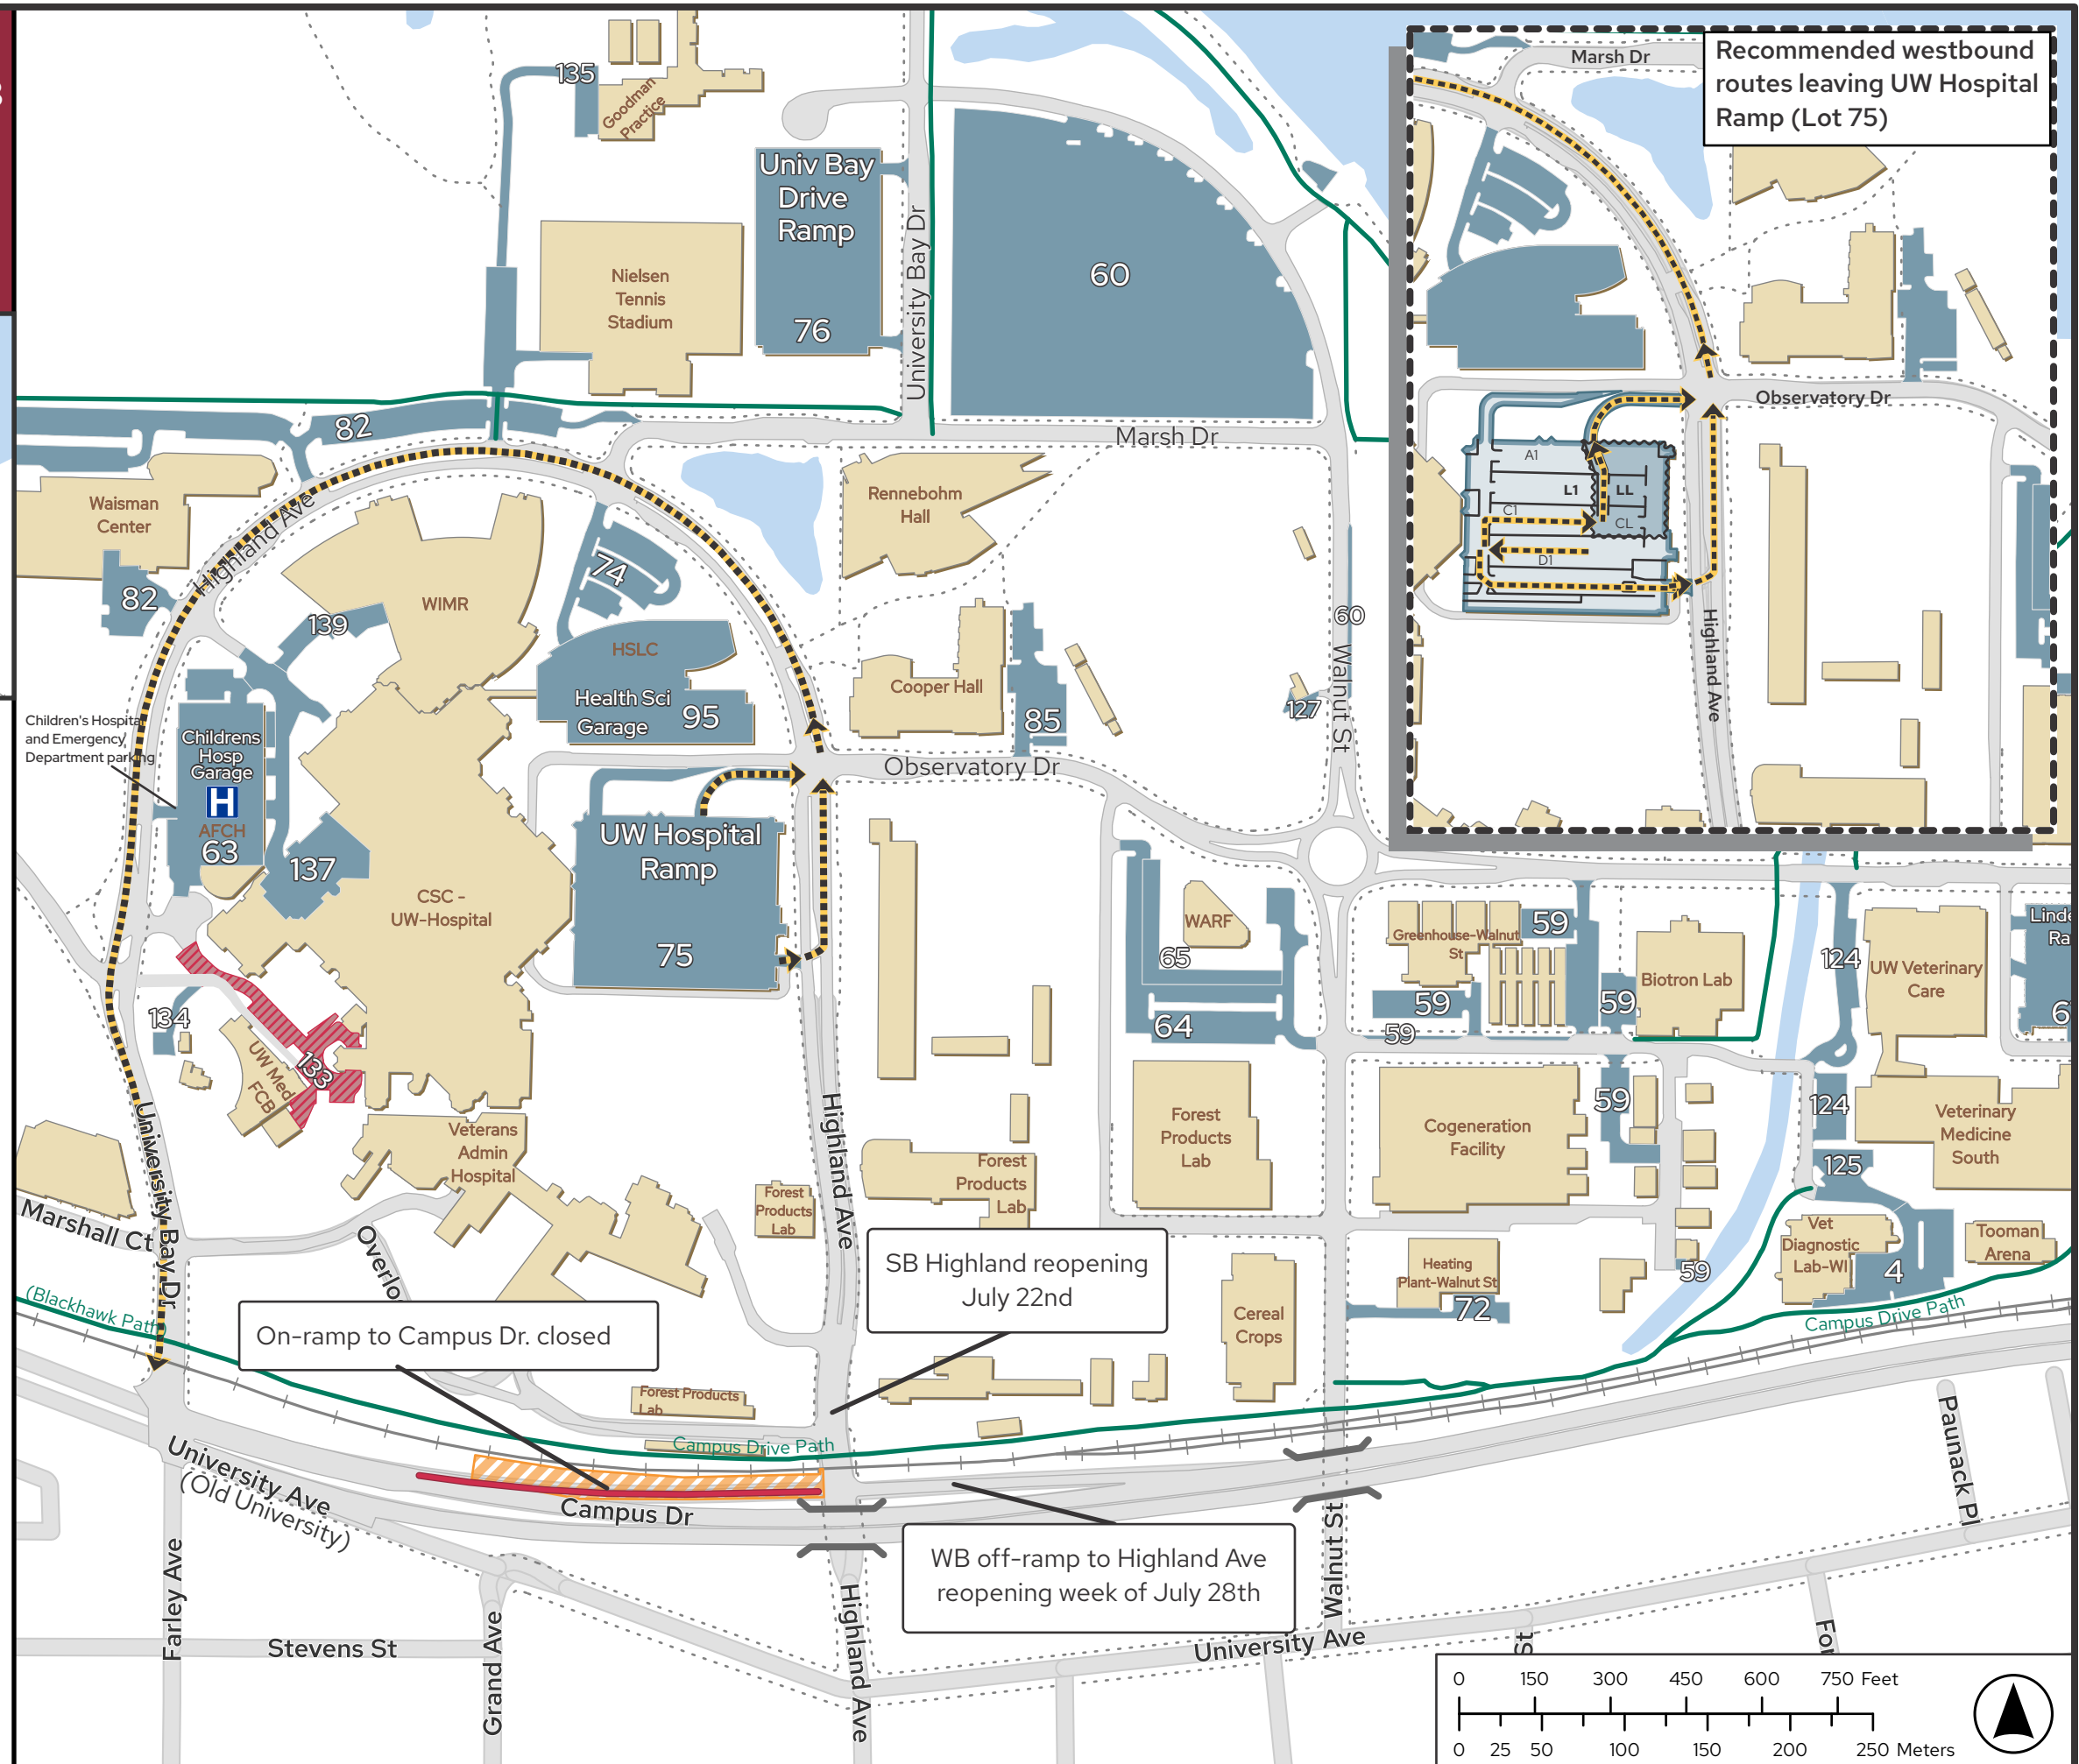 Recommended westbound
routes leaving UW Hospital
Ramp (Lot 75)
Marsh Dr
Observatory Dr
A1
L1
LL
C1
CL
D1
Highland Ave
135
Goodman
Practice
Univ Bay
Drive
Ramp
76
University Bay Dr
60
Nielsen
Tennis
Stadium
82
Marsh Dr
Waisman
Center
82
Highland Ave
139
WIMR
74
Rennebohm
Hall
HSLC
Health Sci
Garage
95
Cooper Hall
85
60
Walnut St
127
Children's Hospital
and Emergency
Department parking
Childrens
Hosp
Garage
H
AFCH
63
137
CSC -
UW-Hospital
Observatory Dr
UW Hospital
Ramp
75
WARF
65
64
Greenhouse-Walnut
St
59
59
59
59
Biotron Lab
124
UW Veterinary
Care
134
133
UW Med
FCB
Veterans
Admin
Hospital
Highland Ave
Forest
Products
Lab
Forest
Products
Lab
Forest
Products
Lab
Cogeneration
Facility
59
124
125
Veterinary
Medicine
South
University Bay Dr
University Bay Dr
Marshall Ct
(Blackhawk Path)
SB Highland reopening
July 22nd
On-ramp to Campus Dr. closed
Cereal
Crops
Heating
Plant-Walnut St
72
59
Vet
Diagnostic
Lab-WI
4
Tooman
Arena
Campus Drive Path
Forest Products
Lab
Campus Drive Path
University Ave
(Old University)
Campus Dr
WB off-ramp to Highland Ave
reopening week of July 28th
Farley Ave
Stevens St
Grand Ave
Highland Ave
Walnut St
University Ave
St
Paunack Pl
0 150 300 450 600 750 Feet
0 25 50 100 150 200 250 Meters